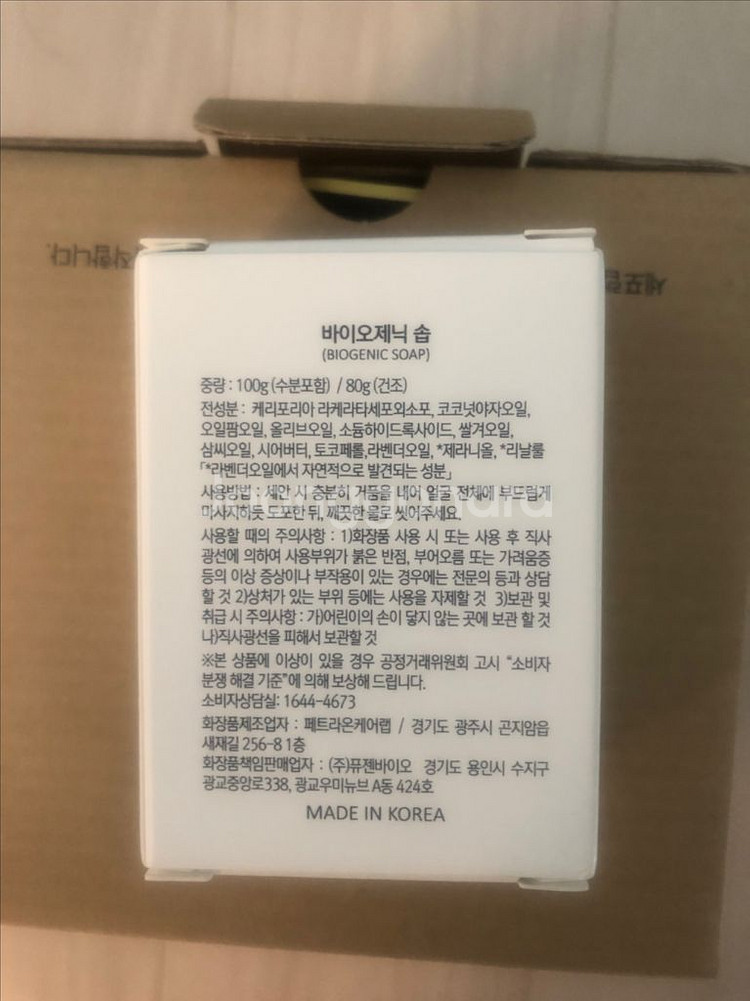 바이오제닉 솝
(BIOGENIC SOAP)
중량 : 100g (수분포함) / 80g (건조)
전성분 : 케리포리아 라케라타세포외소포, 코코넛야자오일,
오일팜오일, 올리브오일, 소듐하이드록사이드, 쌀겨오일,
삼씨오일, 시어버터, 토코페롤,라벤더오일, *제라니올, *리날룰
「*라벤더오일에서 자연적으로 발견되는 성분」
사용방법 : 세안 시 충분히 거품을 내어 얼굴 전체에 부드럽게
마사지하듯 도포한 뒤, 깨끗한 물로 씻어주세요.
사용할 때의 주의사항 : 1)화장품 사용 시 또는 사용 후 직사
광선에 의하여 사용부위가 붉은 반점, 부어오름 또는 가려움증
등의 이상 증상이나 부작용이 있는 경우에는 전문의 등과 상담
할 것 2)상처가 있는 부위 등에는 사용을 자제할 것 3)보관 및
취급 시 주의사항 : 가)어린이의 손이 닿지 않는 곳에 보관 할 것
나)직사광선을 피해서 보관할 것
※본 상품에 이상이 있을 경우 공정거래위원회 고시 “소비자
분쟁 해결 기준”에 의해 보상해 드립니다.
소비자상담실: 1644-4673
화장품제조업자 : 페트라온케어랩 / 경기도 광주시 곤지암읍
새재길 256-8 1층
화장품책임판매업자 : (주)퓨젠바이오 경기도 용인시 수지구
광교중앙로338, 광교우미뉴브 A동 424호
MADE IN KOREA